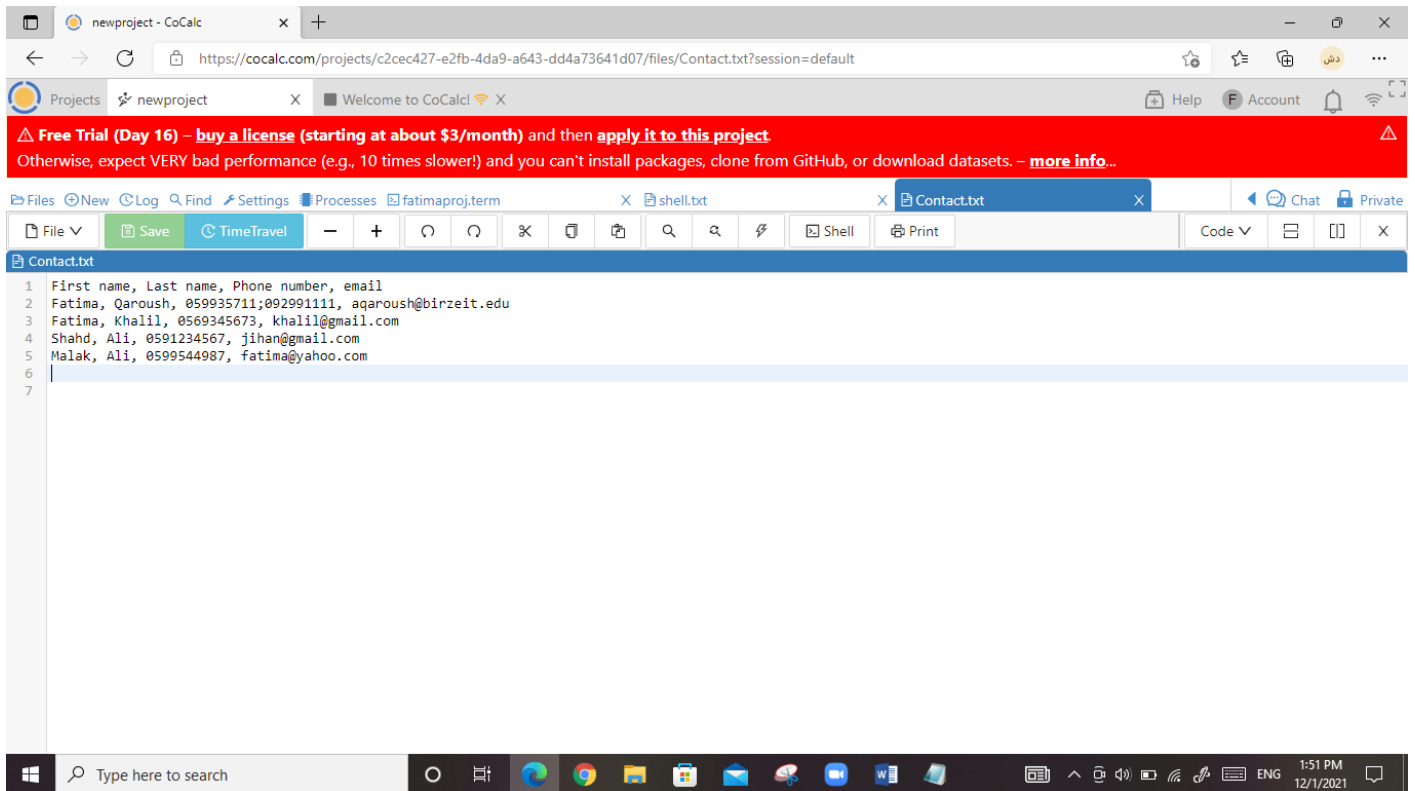 newproject - CoCalc
https://cocalc.com/projects/c2cec427-e2fb-4da9-a643-dd4a73641d07/files/Contact.txt?session=default
دش
Projects newproject Welcome to CoCalc! Help F Account
Free Trial (Day 16) – buy a license (starting at about $3/month) and then apply it to this project.
Otherwise, expect VERY bad performance (e.g., 10 times slower!) and you can't install packages, clone from GitHub, or download datasets. – more info...
Files New Log Find Settings Processes fatimaproj.term shell.txt Contact.txt Chat Private
File Save TimeTravel Shell Print Code
Contact.txt
1 First name, Last name, Phone number, email
2 Fatima, Qaroush, 059935711;092991111, aqaroush@birzeit.edu
3 Fatima, Khalil, 0569345673, khalil@gmail.com
4 Shahd, Ali, 0591234567, jihan@gmail.com
5 Malak, Ali, 0599544987, fatima@yahoo.com
6
7
Type here to search
ENG
1:51 PM
12/1/2021